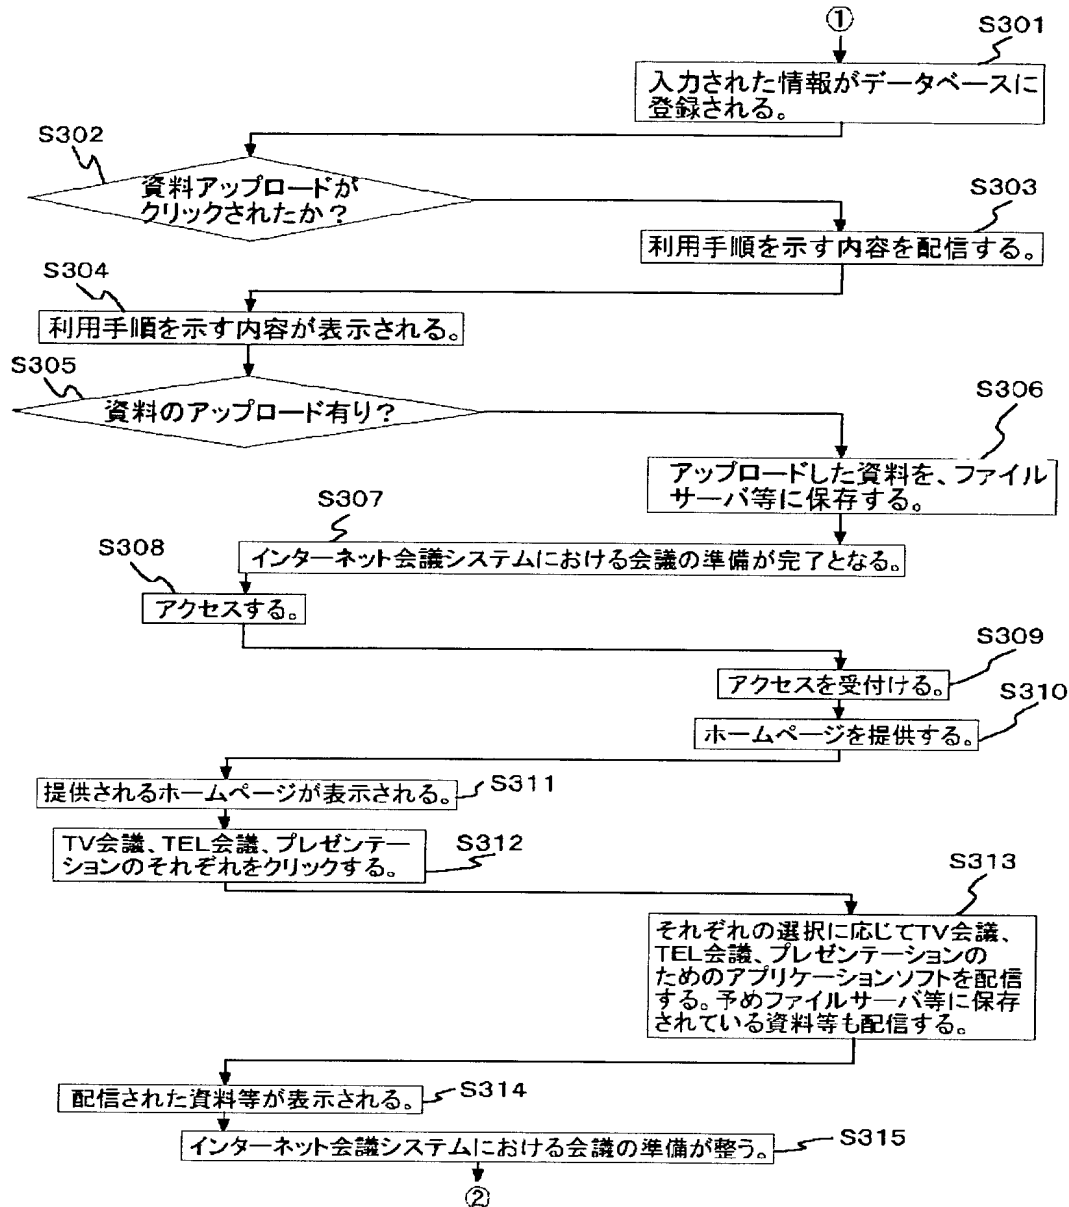 ①
S301
入力された情報がデータベースに
登録される。
S302
資料アップロードが
クリックされたか？
S303
利用手順を示す内容を配信する。
S304
利用手順を示す内容が表示される。
S305
資料のアップロード有り？
S306
アップロードした資料を、ファイル
サーバ等に保存する。
S307
インターネット会議システムにおける会議の準備が完了となる。
S308
アクセスする。
S309
アクセスを受付ける。
S310
ホームページを提供する。
S311
提供されるホームページが表示される。
S312
TV会議、TEL会議、プレゼンテー
ションのそれぞれをクリックする。
S313
それぞれの選択に応じてTV会議、
TEL会議、プレゼンテーションの
ためのアプリケーションソフトを配信
する。予めファイルサーバ等に保存
されている資料等も配信する。
S314
配信された資料等が表示される。
S315
インターネット会議システムにおける会議の準備が整う。
②